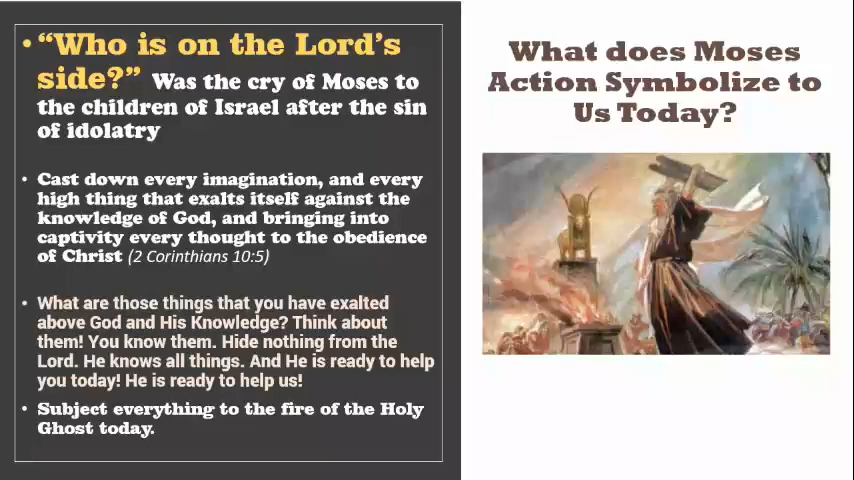 • “Who is on the Lord’s
side?” Was the cry of Moses to
the children of Israel after the sin
of idolatry
• Cast down every imagination, and every
high thing that exalts itself against the
knowledge of God, and bringing into
captivity every thought to the obedience
of Christ (2 Corinthians 10:5)
• What are those things that you have exalted
above God and His Knowledge? Think about
them! You know them. Hide nothing from the
Lord. He knows all things. And He is ready to help
you today! He is ready to help us!
• Subject everything to the fire of the Holy
Ghost today.
What does Moses
Action Symbolize to
Us Today?